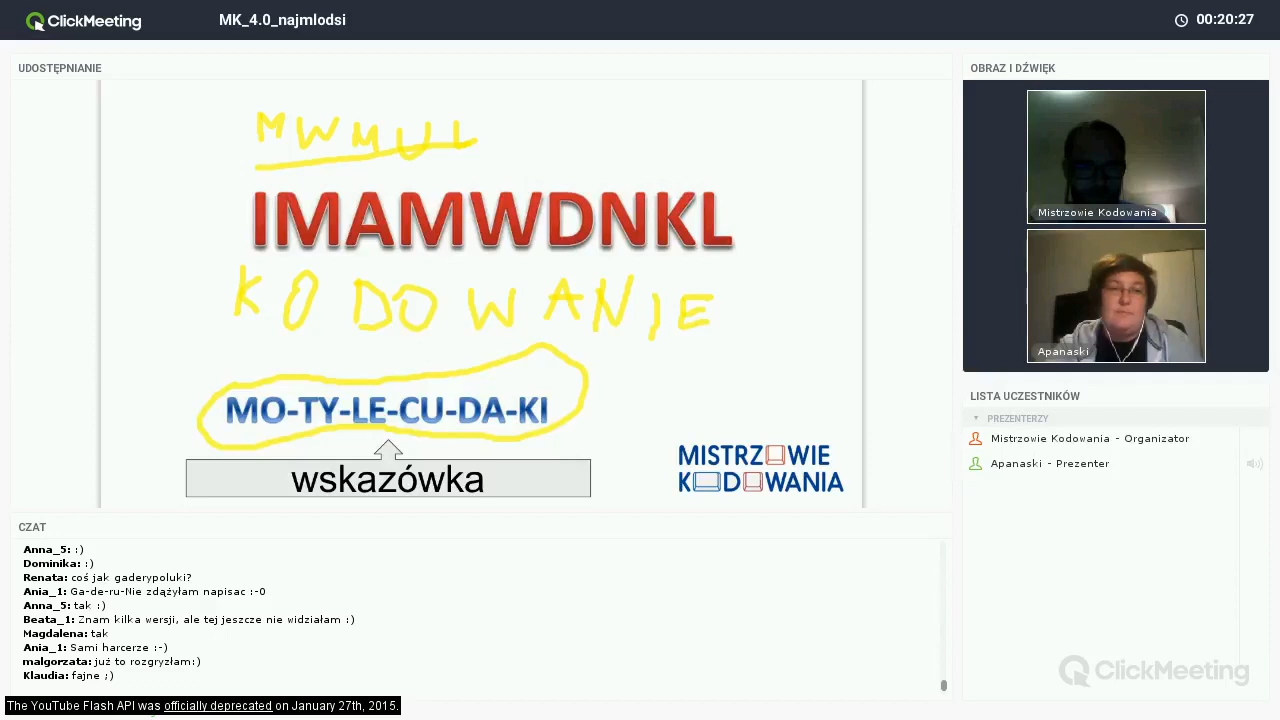 ClickMeeting
MK_4.0_najmlodsi
00:20:27
UDOSTĘPNIANIE
MWMUL
IMAMWDNKL
KODOWANIE
MO-TY-LE-CU-DA-KI
wskazówka
MISTRZOWIE
KODOWANIA
OBRAZ I DŹWIĘK
Mistrzowie Kodowania
Apanaski
LISTA UCZESTNIKÓW
PREZENTERZY
Mistrzowie Kodowania - Organizator
Apanaski - Prezenter
CZAT
Anna_5: :)
Dominika: :)
Renata: coś jak gaderypoluki?
Ania_1: Ga-de-ru-Nie zdążyłam napisac :-0
Anna_5: tak :)
Beata_1: Znam kilka wersji, ale tej jeszcze nie widziałam :)
Magdalena: tak
Ania_1: Sami harcerze :-)
malgorzata: już to rozgryzłam:)
Klaudia: fajne ;)
ClickMeeting
The YouTube Flash API was officially deprecated on January 27th, 2015.